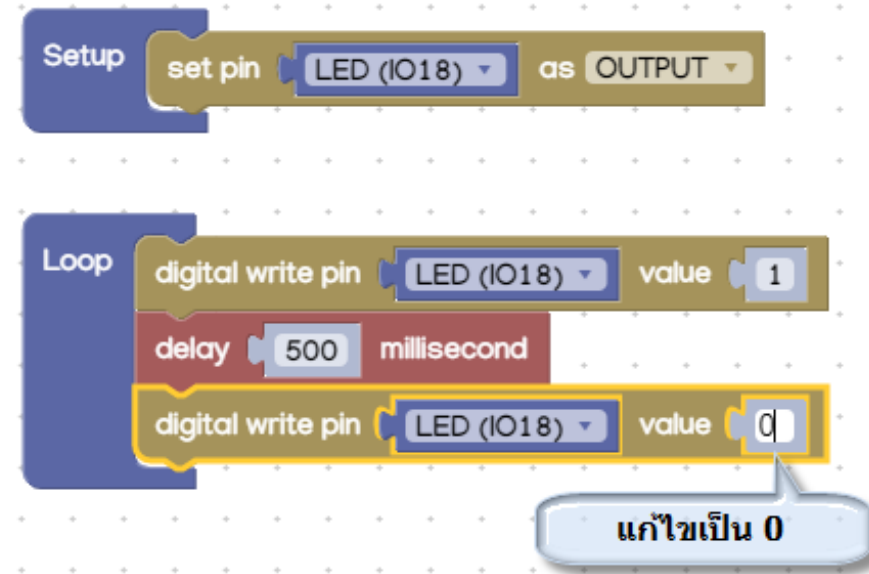 Setup
set pin LED (IO18) as OUTPUT
Loop
digital write pin LED (IO18) value 1
delay 500 millisecond
digital write pin LED (IO18) value 0
แก้ไขเป็น 0